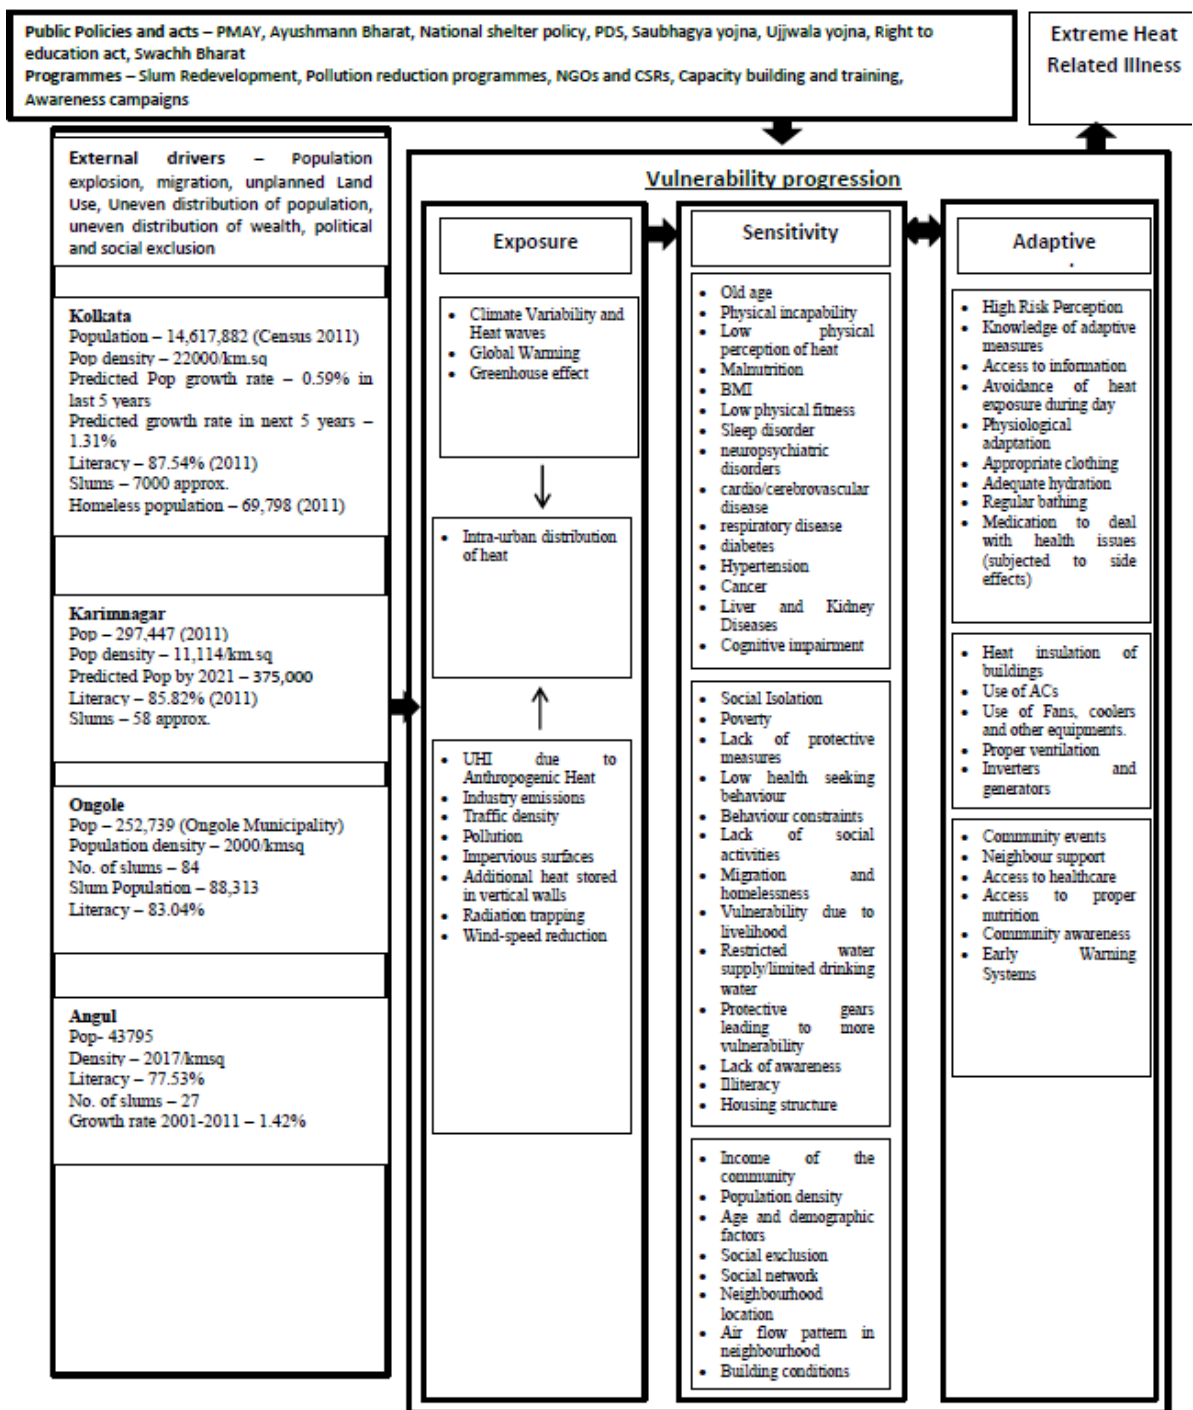 Public Policies and acts – PMAY, Ayushmann Bharat, National shelter policy, PDS, Saubhagya yojna, Ujjwala yojna, Right to
education act, Swachh Bharat
Programmes – Slum Redevelopment, Pollution reduction programmes, NGOs and CSRs, Capacity building and training,
Awareness campaigns
Extreme Heat
Related Illness
External drivers – Population
explosion, migration, unplanned Land
Use, Uneven distribution of population,
uneven distribution of wealth, political
and social exclusion
Kolkata
Population – 14,617,882 (Census 2011)
Pop density – 22000/km.sq
Predicted Pop growth rate – 0.59% in
last 5 years
Predicted growth rate in next 5 years –
1.31%
Literacy – 87.54% (2011)
Slums – 7000 approx.
Homeless population – 69,798 (2011)
Karimnagar
Pop – 297,447 (2011)
Pop density – 11,114/km.sq
Predicted Pop by 2021 – 375,000
Literacy – 85.82% (2011)
Slums – 58 approx.
Ongole
Pop – 252,739 (Ongole Municipality)
Population density – 2000/kmsq
No. of slums – 84
Slum Population – 88,313
Literacy – 83.04%
Angul
Pop- 43795
Density – 2017/kmsq
Literacy – 77.53%
No. of slums – 27
Growth rate 2001-2011 – 1.42%
Vulnerability progression
Exposure
• Climate Variability and
Heat waves
• Global Warming
• Greenhouse effect
• Intra-urban distribution
of heat
• UHI due to
Anthropogenic Heat
• Industry emissions
• Traffic density
• Pollution
• Impervious surfaces
• Additional heat stored
in vertical walls
• Radiation trapping
• Wind-speed reduction
Sensitivity
• Old age
• Physical incapability
• Low physical
perception of heat
• Malnutrition
• BMI
• Low physical fitness
• Sleep disorder
• neuropsychiatric
disorders
• cardio/cerebrovascular
disease
• respiratory disease
• diabetes
• Hypertension
• Cancer
• Liver and Kidney
Diseases
• Cognitive impairment
• Social Isolation
• Poverty
• Lack of protective
measures
• Low health seeking
behaviour
• Behaviour constraints
• Lack of social
activities
• Migration and
homelessness
• Vulnerability due to
livelihood
• Restricted water
supply/limited drinking
water
• Protective gears
leading to more
vulnerability
• Lack of awareness
• Illiteracy
• Housing structure
• Income of the
community
• Population density
• Age and demographic
factors
• Social exclusion
• Social network
• Neighbourhood
location
• Air flow pattern in
neighbourhood
• Building conditions
Adaptive
• High Risk Perception
• Knowledge of adaptive
measures
• Access to information
• Avoidance of heat
exposure during day
• Physiological
adaptation
• Appropriate clothing
• Adequate hydration
• Regular bathing
• Medication to deal
with health issues
(subjected to side
effects)
• Heat insulation of
buildings
• Use of ACs
• Use of Fans, coolers
and other equipments.
• Proper ventilation
• Inverters and
generators
• Community events
• Neighbour support
• Access to healthcare
• Access to proper
nutrition
• Community awareness
• Early Warning
Systems